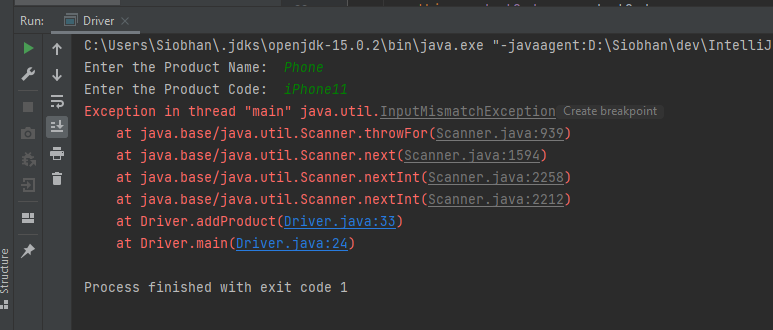 Run: Driver ×
C:\Users\Siobhan\.jdks\openjdk-15.0.2\bin\java.exe "-javaagent:D:\Siobhan\dev\IntelliJ
Enter the Product Name: Phone
Enter the Product Code: iPhone11
Exception in thread "main" java.util.InputMismatchException Create breakpoint
at java.base/java.util.Scanner.throwFor(Scanner.java:939)
at java.base/java.util.Scanner.next(Scanner.java:1594)
at java.base/java.util.Scanner.nextInt(Scanner.java:2258)
at java.base/java.util.Scanner.nextInt(Scanner.java:2212)
at Driver.addProduct(Driver.java:33)
at Driver.main(Driver.java:24)
Process finished with exit code 1
Structure